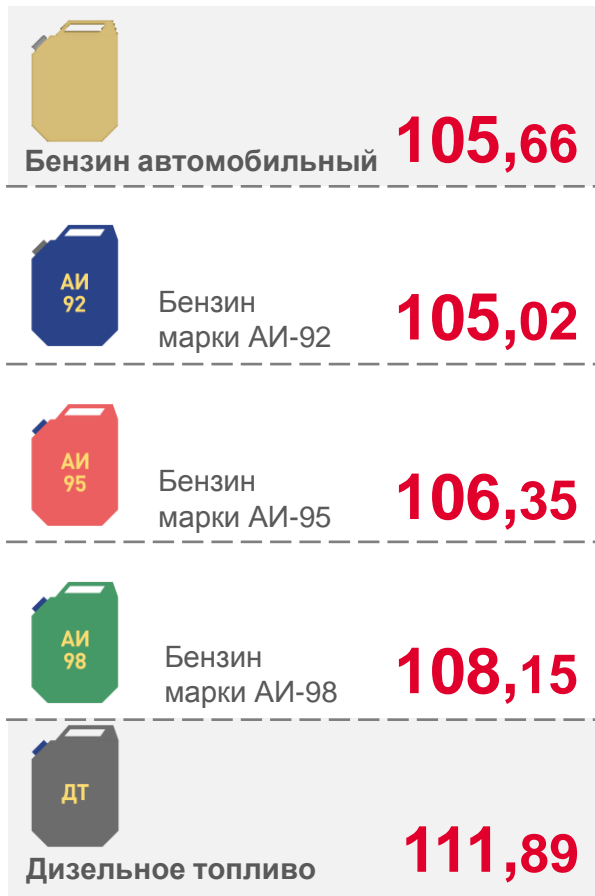 Бензин автомобильный 105,66
АИ
92
Бензин
марки АИ-92
105,02
АИ
95
Бензин
марки АИ-95
106,35
АИ
98
Бензин
марки АИ-98
108,15
ДТ
Дизельное топливо 111,89